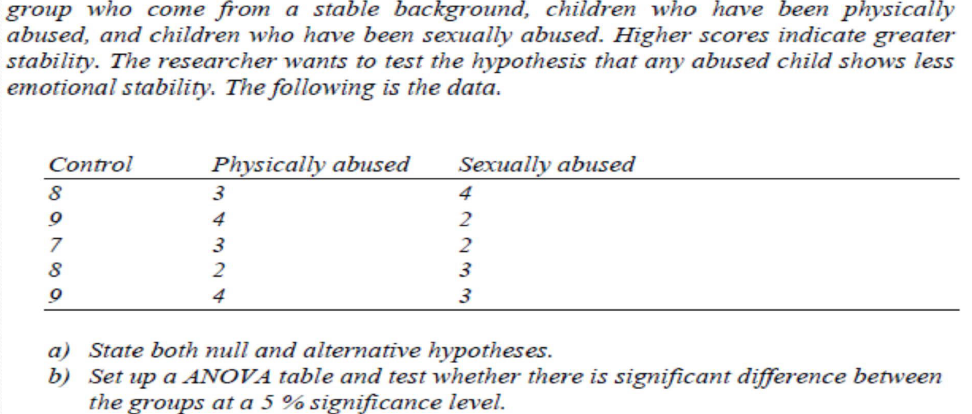 group who come from a stable background, children who have been physically
abused, and children who have been sexually abused. Higher scores indicate greater
stability. The researcher wants to test the hypothesis that any abused child shows less
emotional stability. The following is the data.
Control Physically abused Sexually abused
8 3 4
9 4 2
7 3 2
8 2 3
9 4 3
a) State both null and alternative hypotheses.
b) Set up a ANOVA table and test whether there is significant difference between
the groups at a 5 % significance level.